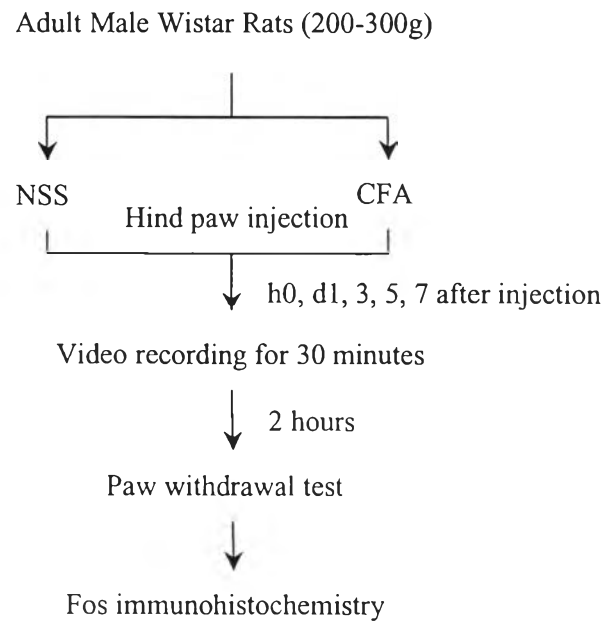 Adult Male Wistar Rats (200-300g)
NSS
CFA
Hind paw injection
h0, d1, 3, 5, 7 after injection
Video recording for 30 minutes
2 hours
Paw withdrawal test
Fos immunohistochemistry